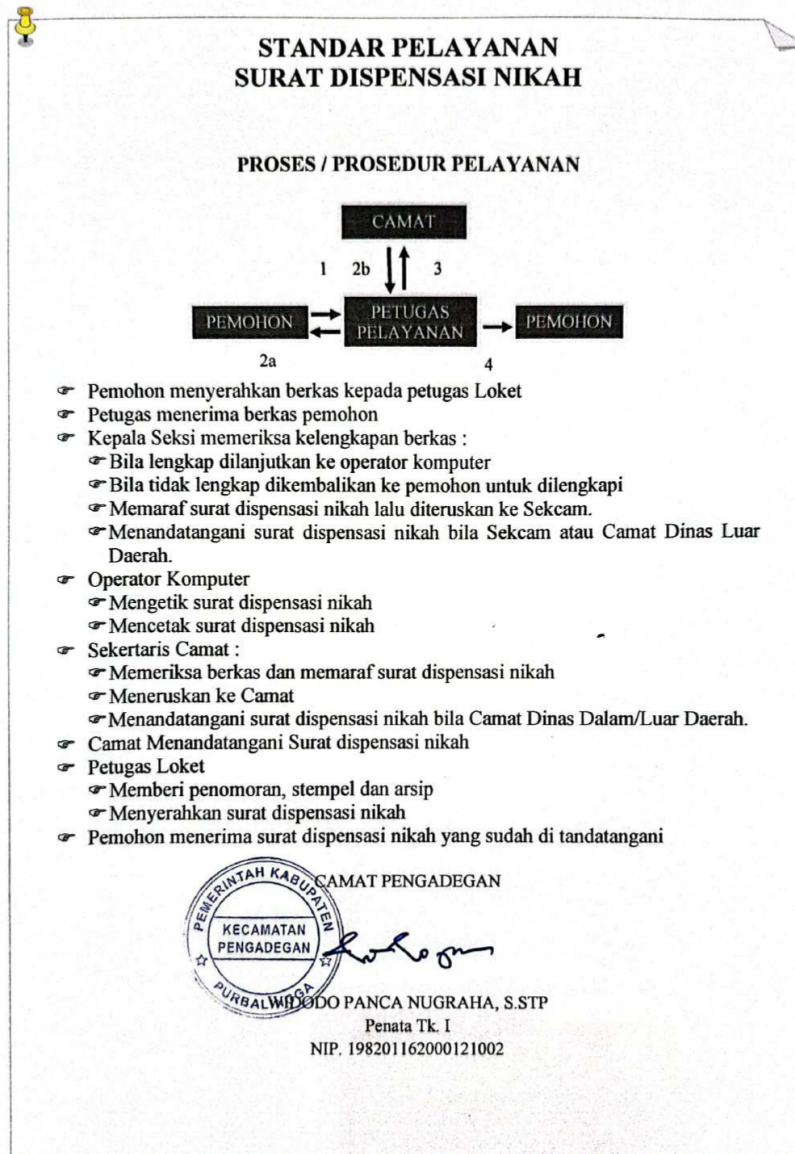 STANDAR PELAYANAN
SURAT DISPENSASI NIKAH
PROSES / PROSEDUR PELAYANAN
CAMAT
1 2b 3
PEMOHON
PETUGAS
PELAYANAN
PEMOHON
2a
4
Pemohon menyerahkan berkas kepada petugas Loket
Petugas menerima berkas pemohon
Kepala Seksi memeriksa kelengkapan berkas :
Bila lengkap dilanjutkan ke operator komputer
Bila tidak lengkap dikembalikan ke pemohon untuk dilengkapi
Memaraf surat dispensasi nikah lalu diteruskan ke Sekcam.
Menandatangani surat dispensasi nikah bila Sekcam atau Camat Dinas Luar
Daerah.
Operator Komputer
Mengetik surat dispensasi nikah
Mencetak surat dispensasi nikah
Sekertaris Camat :
Memeriksa berkas dan memaraf surat dispensasi nikah
Meneruskan ke Camat
Menandatangani surat dispensasi nikah bila Camat Dinas Dalam/Luar Daerah.
Camat Menandatangani Surat dispensasi nikah
Petugas Loket
Memberi penomoran, stempel dan arsip
Menyerahkan surat dispensasi nikah
Pemohon menerima surat dispensasi nikah yang sudah di tandatangani
CAMAT PENGADEGAN
PEMERINTAH KABUPATEN
KECAMATAN
PENGADEGAN
PURBALINGGA
WIDODO PANCA NUGRAHA, S.STP
Penata Tk. I
NIP. 198201162000121002